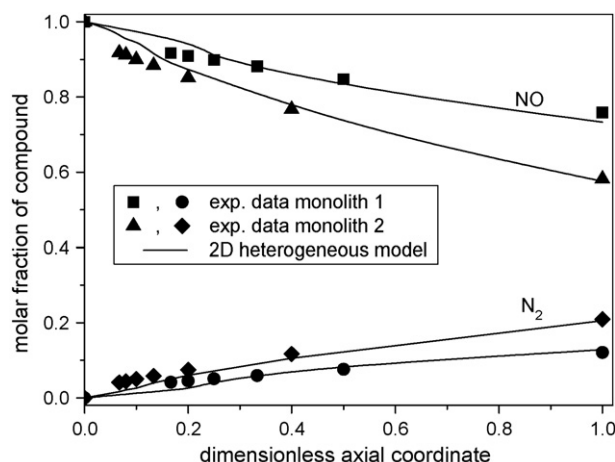 molar fraction of compound
1.0
0.8
0.6
0.4
0.2
0.0
NO
, exp. data monolith 1
, exp. data monolith 2
2D heterogeneous model
N₂
0.0 0.2 0.4 0.6 0.8 1.0
dimensionless axial coordinate